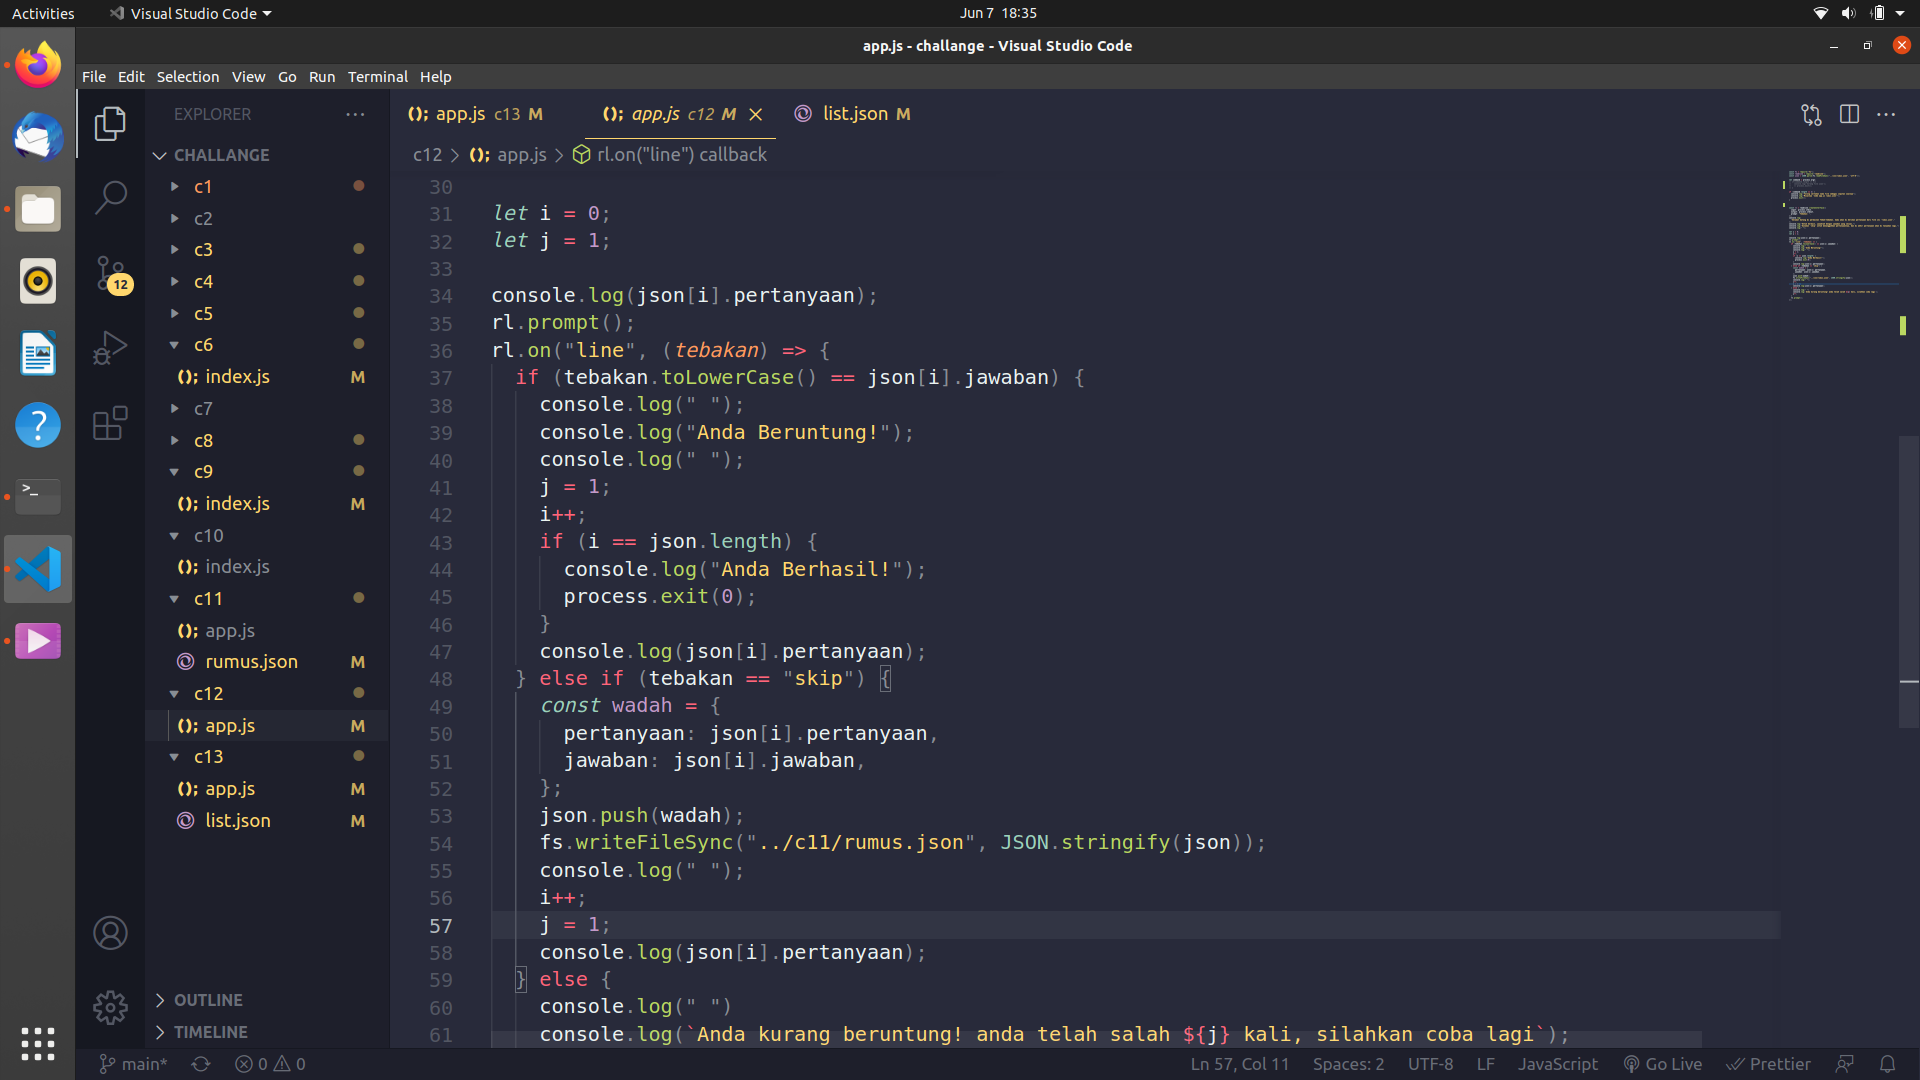 Activities
Visual Studio Code
Jun 7 18:35
app.js - challange - Visual Studio Code
File Edit Selection View Go Run Terminal Help
EXPLORER
CHALLANGE
c1
c2
c3
c4
12
c5
c6
index.js M
c7
c8
c9
index.js M
c10
index.js
c11
app.js
rumus.json M
c12
app.js M
c13
app.js M
list.json M
OUTLINE
TIMELINE
(); app.js c13 M
(); app.js c12 M
list.json M
c12 > (); app.js > rl.on("line") callback
30
31 let i = 0;
32 let j = 1;
33
34 console.log(json[i].pertanyaan);
35 rl.prompt();
36 rl.on("line", (tebakan) => {
37 if (tebakan.toLowerCase() == json[i].jawaban) {
38 console.log(" ");
39 console.log("Anda Beruntung!");
40 console.log(" ");
41 j = 1;
42 i++;
43 if (i == json.length) {
44 console.log("Anda Berhasil!");
45 process.exit(0);
46 }
47 console.log(json[i].pertanyaan);
48 } else if (tebakan == "skip") {
49 const wadah = {
50 pertanyaan: json[i].pertanyaan,
51 jawaban: json[i].jawaban,
52 };
53 json.push(wadah);
54 fs.writeFileSync("../c11/rumus.json", JSON.stringify(json));
55 console.log(" ");
56 i++;
57 j = 1;
58 console.log(json[i].pertanyaan);
59 } else {
60 console.log(" ")
61 console.log(`Anda kurang beruntung! anda telah salah ${j} kali, silahkan coba lagi`);
main* 0 0
Ln 57, Col 11 Spaces: 2 UTF-8 LF JavaScript Go Live Prettier